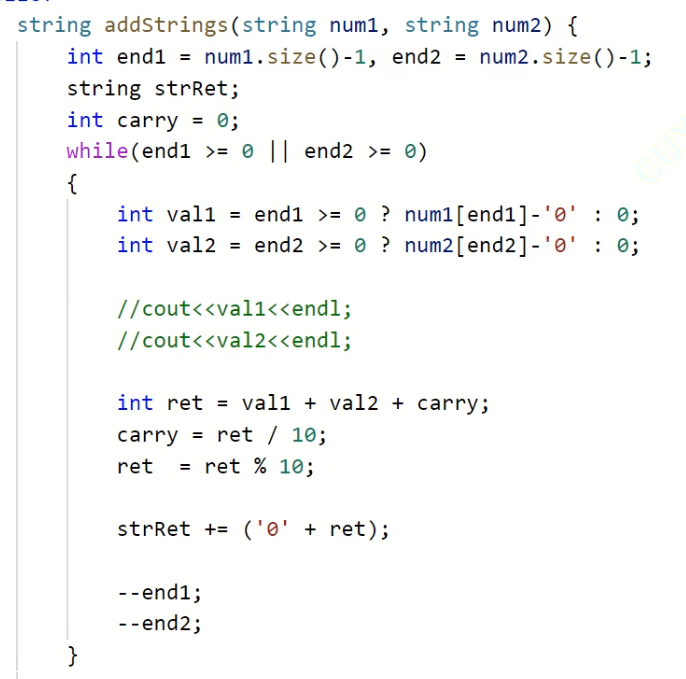 string addStrings(string num1, string num2) {
    int end1 = num1.size()-1, end2 = num2.size()-1;
    string strRet;
    int carry = 0;
    while(end1 >= 0 || end2 >= 0)
    {
        int val1 = end1 >= 0 ? num1[end1]-'0' : 0;
        int val2 = end2 >= 0 ? num2[end2]-'0' : 0;

        //cout<<val1<<endl;
        //cout<<val2<<endl;

        int ret = val1 + val2 + carry;
        carry = ret / 10;
        ret  = ret % 10;

        strRet += ('0' + ret);

        --end1;
        --end2;
    }